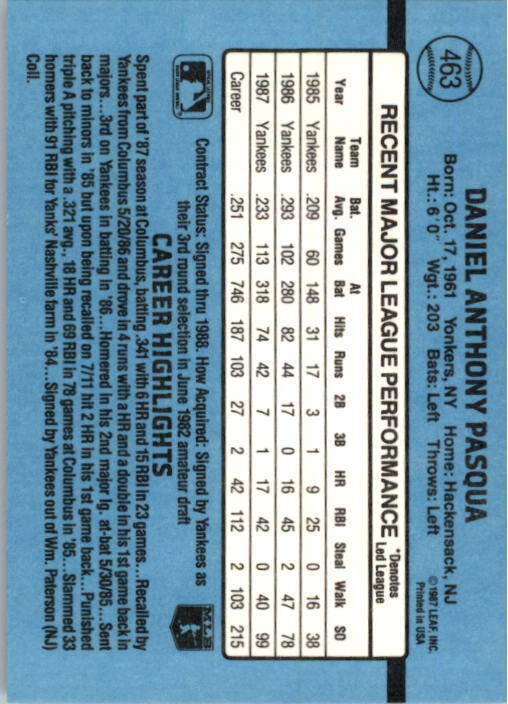 463
DANIEL ANTHONY PASQUA
Born: Oct. 17, 1961 Yonkers, NY Home: Hackensack, NJ
Ht.: 6'0" Wgt.: 203 Bats: Left Throws: Left
© 1987 LEAF, INC.
Printed in USA
RECENT MAJOR LEAGUE PERFORMANCE
*Denotes
Led League
Year Team Name Bat. Avg. Games At Bat Hits Runs 2B 3B HR RBI Steal Walk SO
1985 Yankees .209 60 148 31 17 3 1 9 25 0 16 38
1986 Yankees .293 102 280 82 44 17 0 16 45 2 47 78
1987 Yankees .233 113 318 74 42 7 1 17 42 0 40 99
Career .251 275 746 187 103 27 2 42 112 2 103 215
Contract Status: Signed thru 1988, How Acquired: Signed by Yankees as
their 3rd round selection in June 1982 amateur draft
MLB
CAREER HIGHLIGHTS
Spent part of '87 season at Columbus, batting .341 with 6 HR and 15 RBI in 23 games...Recalled by
Yankees from Columbus 5/20/86 and drove in 4 runs with a HR and a double in his 1st game back in
majors...3rd on Yankees in batting in '86...Homered in his 2nd major lg. at-bat 5/30/85...Sent
back to minors in '85 but upon being recalled on 7/11 hit 2 HR in his 1st game back...Punished
triple A pitching with a .321 avg., 18 HR and 69 RBI in 78 games at Columbus in '85...Slammed 33
homers with 91 RBI for Yanks' Nashville farm in '84...Signed by Yankees out of Wm. Paterson (NJ)
Coll.